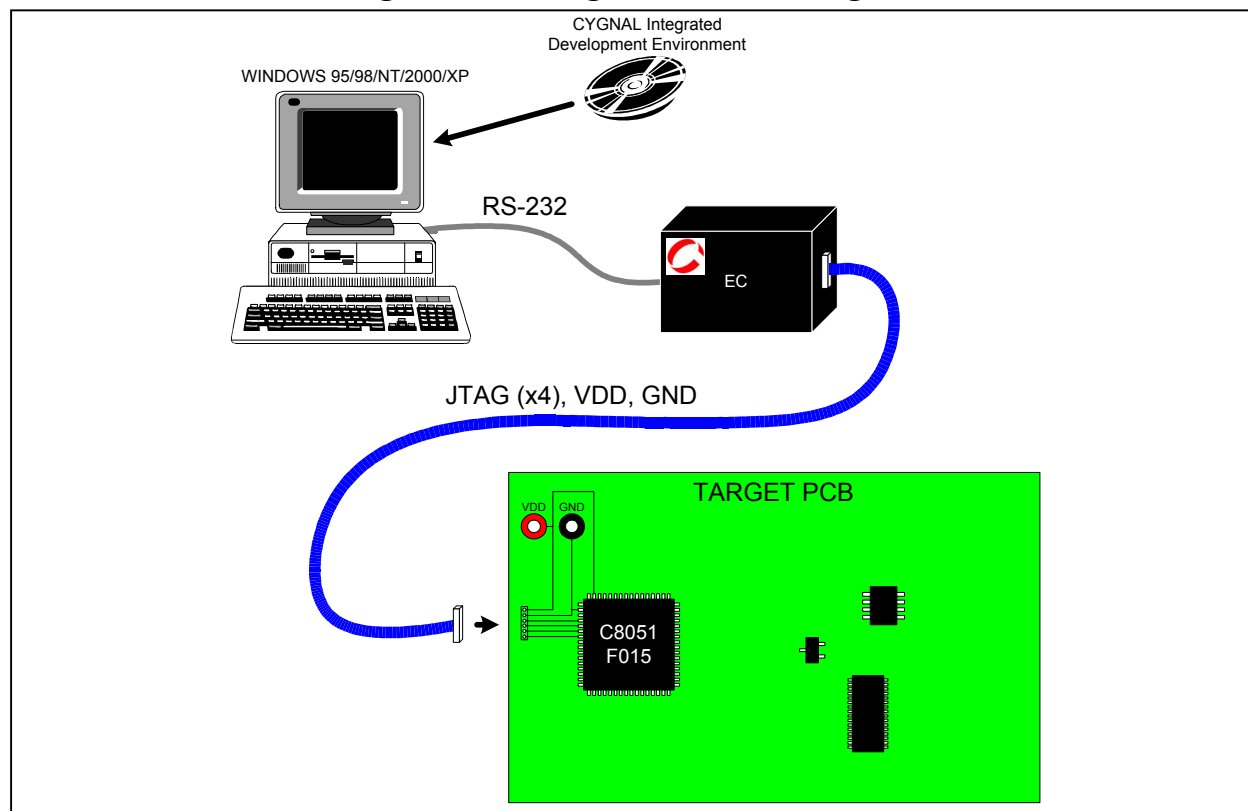 CYGNAL Integrated
Development Environment
WINDOWS 95/98/NT/2000/XP
RS-232
EC
JTAG (x4), VDD, GND
TARGET PCB
VDD
GND
C8051
F015